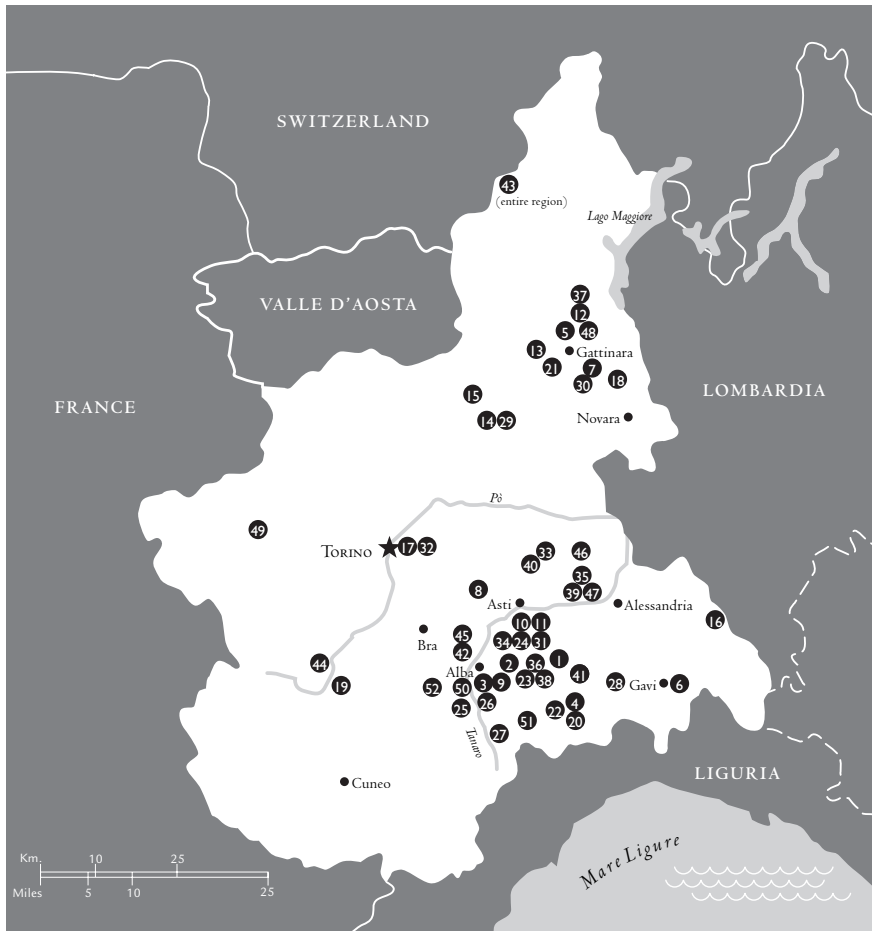 SWITZERLAND
43
(entire region)
Lago Maggiore
VALLE D'AOSTA
37
12
5 48
13
Gattinara
21 7
30 18
FRANCE
LOMBARDIA
15
14 29
Novara
Pò
49
TORINO 17 32
33 46
40
35
8
39 47
Asti
Alessandria
10 11
16
Bra
45
34 24 31
42
44
Alba
2 36 1
19
52 50 3 9 23 38 41
28 Gavi 6
25 26
22 4
51 20
27
Tanaro
Cuneo
LIGURIA
Mare Ligure
Km. 10 25
Miles 5 10 25